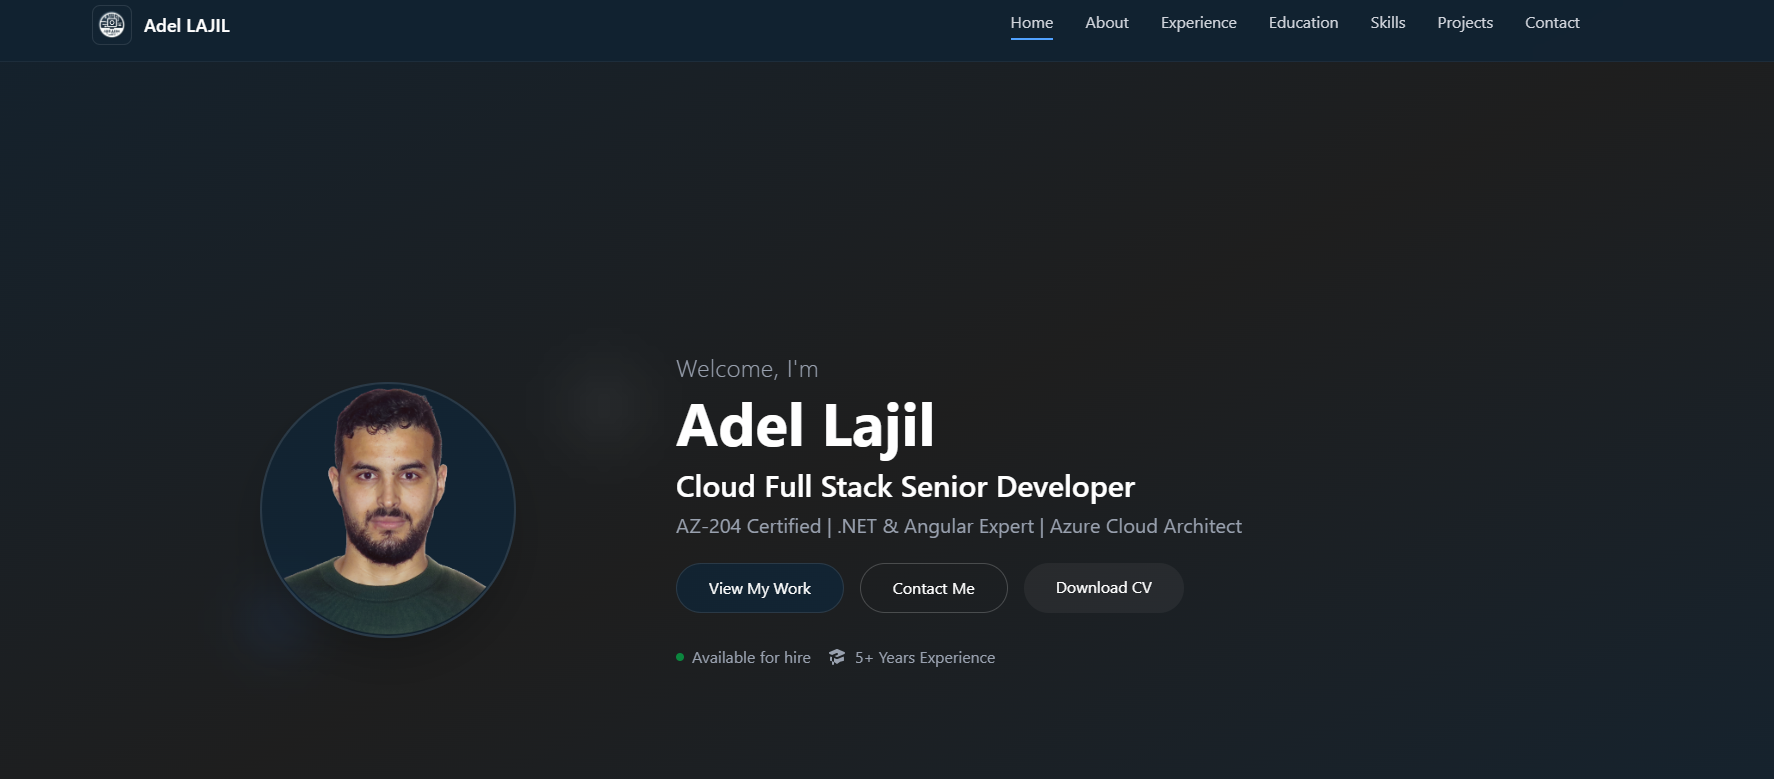 Adel LAJIL
Home About Experience Education Skills Projects Contact
Welcome, I'm
Adel Lajil
Cloud Full Stack Senior Developer
AZ-204 Certified | .NET & Angular Expert | Azure Cloud Architect
View My Work Contact Me Download CV
Available for hire 5+ Years Experience